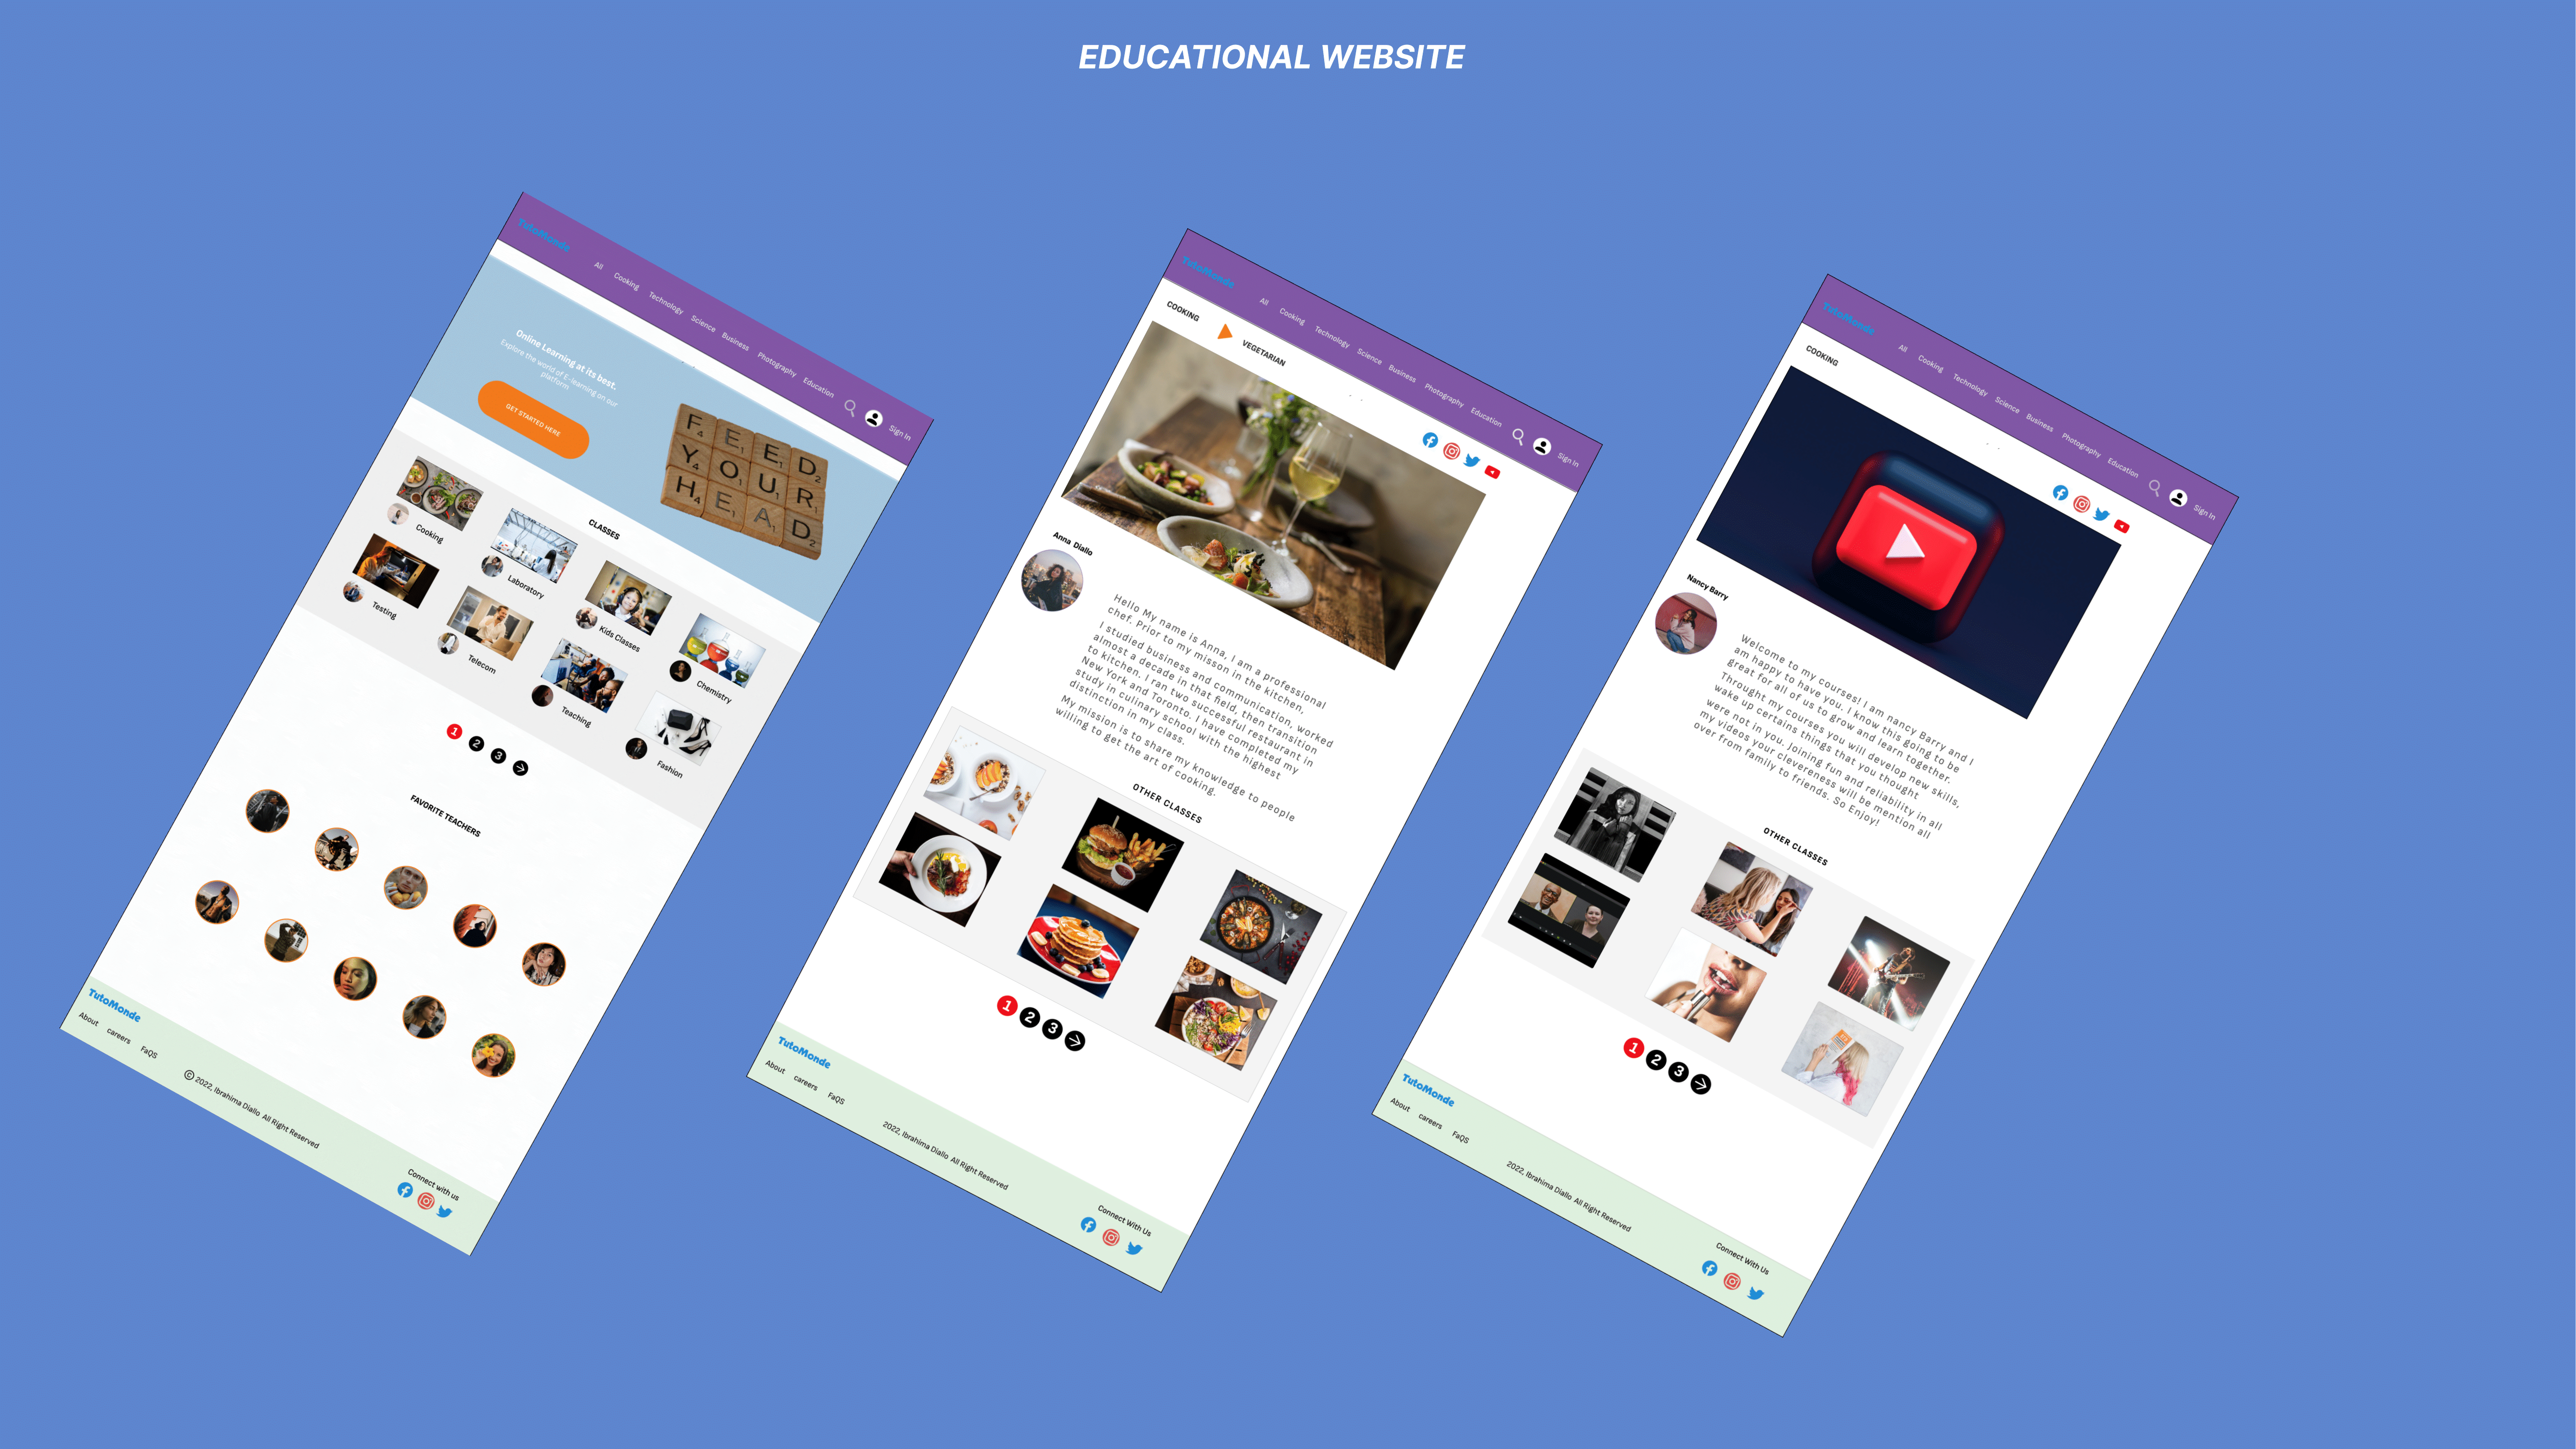 EDUCATIONAL WEBSITE
TutoMonde
All Cooking Technology Science Business Photography Education Sign In
Online Learning at its best.
Explore the world of E-learning on our
platform
GET STARTED HERE
F4 E1 E1 D2
Y4 O1 U1 R
H4 E1 A1 D2
CLASSES
Cooking
Laboratory
Kids Classes
Chemistry
Testing
Telecom
Teaching
Fashion
1 2 3
FAVORITE TEACHERS
TutoMonde
About careers FaQS
© 2022, Ibrahima Diallo All Right Reserved
Connect with us
TutoMonde
All Cooking Technology Science Business Photography Education Sign In
COOKING VEGETARIAN
Anna Diallo
Hello My name is Anna, I am a professional
chef. Prior to my misson in the kitchen,
I studied business and communication, worked
almost a decade in that field, then transition
to kitchen. I ran two successful restaurant in
New York and Toronto. I have completed my
study in culinary school with the highest
distinction in my class.
My mission is to share my knowledge to people
willing to get the art of cooking.
OTHER CLASSES
1 2 3
TutoMonde
About careers FaQS
2022, Ibrahima Diallo All Right Reserved
Connect With Us
TutoMonde
All Cooking Technology Science Business Photography Education Sign In
COOKING
Nancy Barry
Welcome to my courses! I am nancy Barry and I
am happy to have you. I know this going to be
great for all of us to grow and learn together.
Throught my courses you will develop new skills,
wake up certains things that you thought
were not in you. Joining fun and reliability in all
my videos your clevereness will be mention all
over from family to friends. So Enjoy!
OTHER CLASSES
1 2 3
TutoMonde
About careers FaQS
2022, Ibrahima Diallo All Right Reserved
Connect With Us